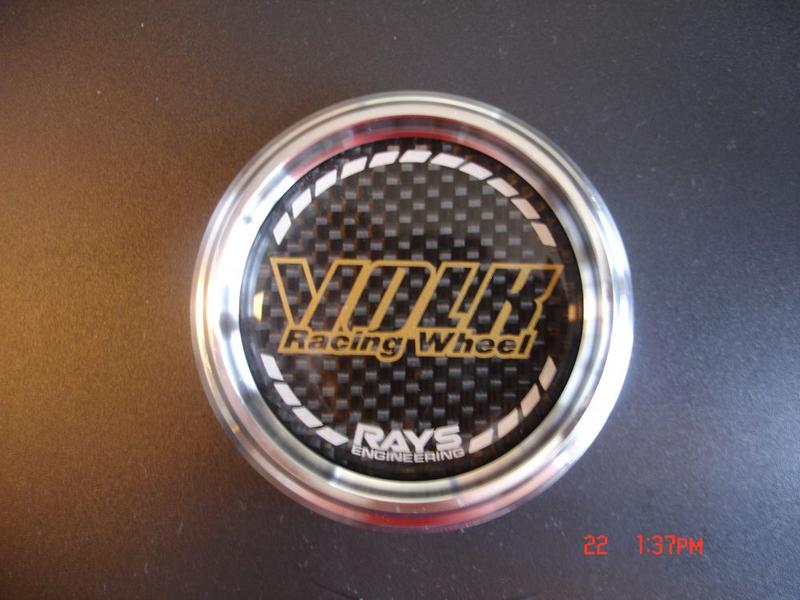 VOLK
Racing Wheel
RAYS
ENGINEERING
22 1:37PM